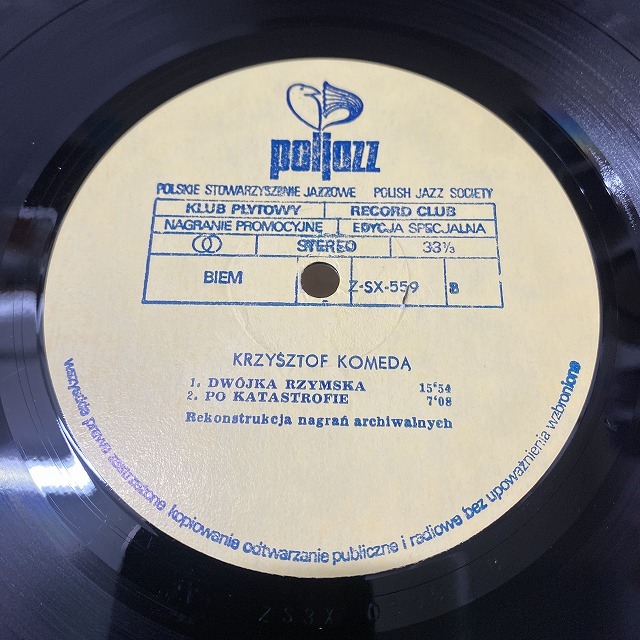 poljazz
POLSKIE STOWARZYSZENIE JAZZOWE POLISH JAZZ SOCIETY
KLUB PŁYTOWY RECORD CLUB
NAGRANIE PROMOCYJNE EDYCJA SPECJALNA
STEREO 33⅓
BIEM Z-SX-559 B
KRZYSZTOF KOMEDA
1. DWÓJKA RZYMSKA 15'54
2. PO KATASTROFIE 7'08
Rekonstrukcja nagrań archiwalnych
wszystkie prawa zastrzeżone kopiowanie odtwarzanie publiczne i radiowe bez upoważnienia wzbronione